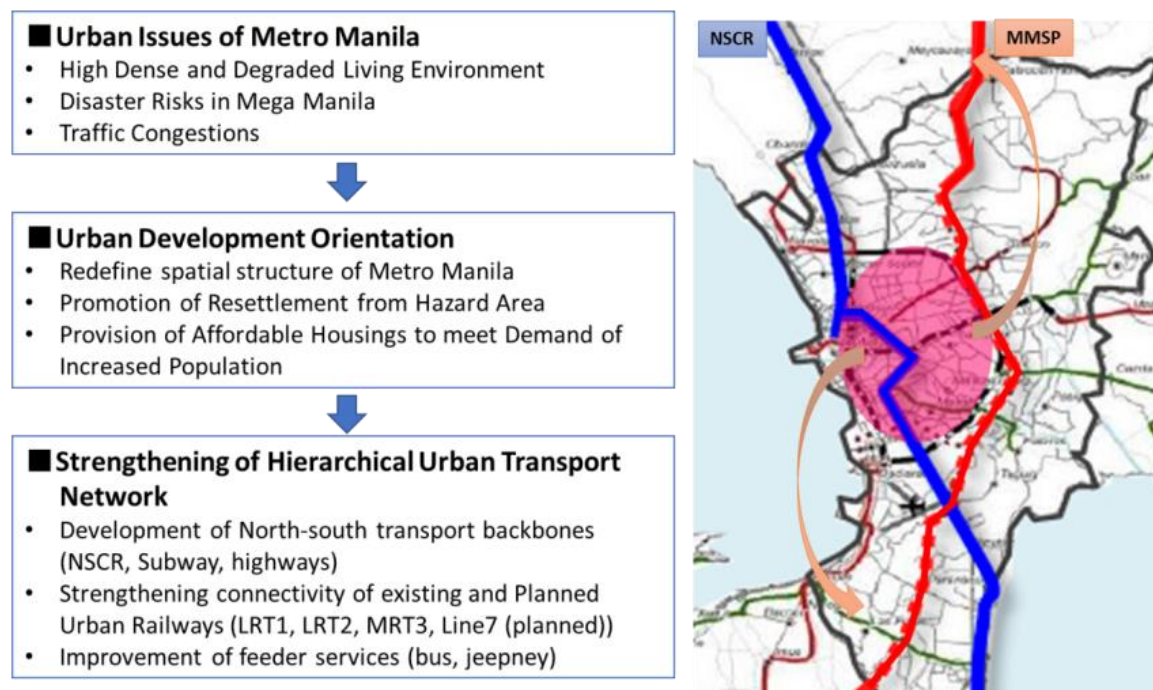 ■ Urban Issues of Metro Manila
• High Dense and Degraded Living Environment
• Disaster Risks in Mega Manila
• Traffic Congestions
■ Urban Development Orientation
• Redefine spatial structure of Metro Manila
• Promotion of Resettlement from Hazard Area
• Provision of Affordable Housings to meet Demand of
Increased Population
■ Strengthening of Hierarchical Urban Transport
Network
• Development of North-south transport backbones
(NSCR, Subway, highways)
• Strengthening connectivity of existing and Planned
Urban Railways (LRT1, LRT2, MRT3, Line7 (planned))
• Improvement of feeder services (bus, jeepney)
NSCR
MMSP